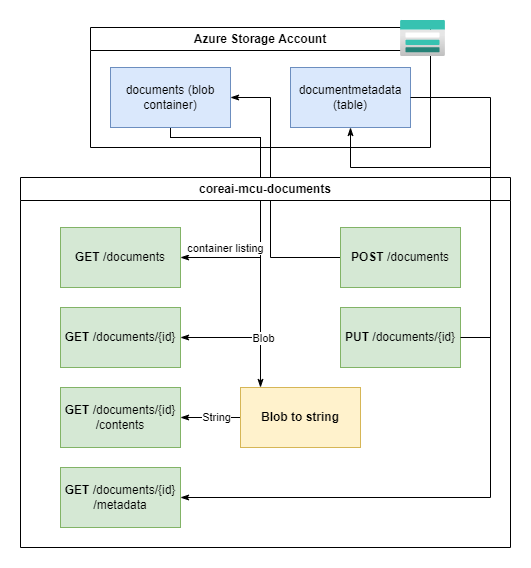 Azure Storage Account
documents (blob
container)
documentmetadata
(table)
coreai-mcu-documents
container listing
GET /documents
POST /documents
GET /documents/{id}
Blob
PUT /documents/{id}
GET /documents/{id}
/contents
String
Blob to string
GET /documents/{id}
/metadata